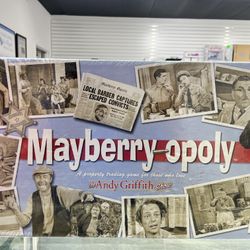 LOCAL BARBER CAPTURES
ESCAPED CONVICTS
Mayberry-opoly
A property trading game for those who love
The Andy Griffith Show